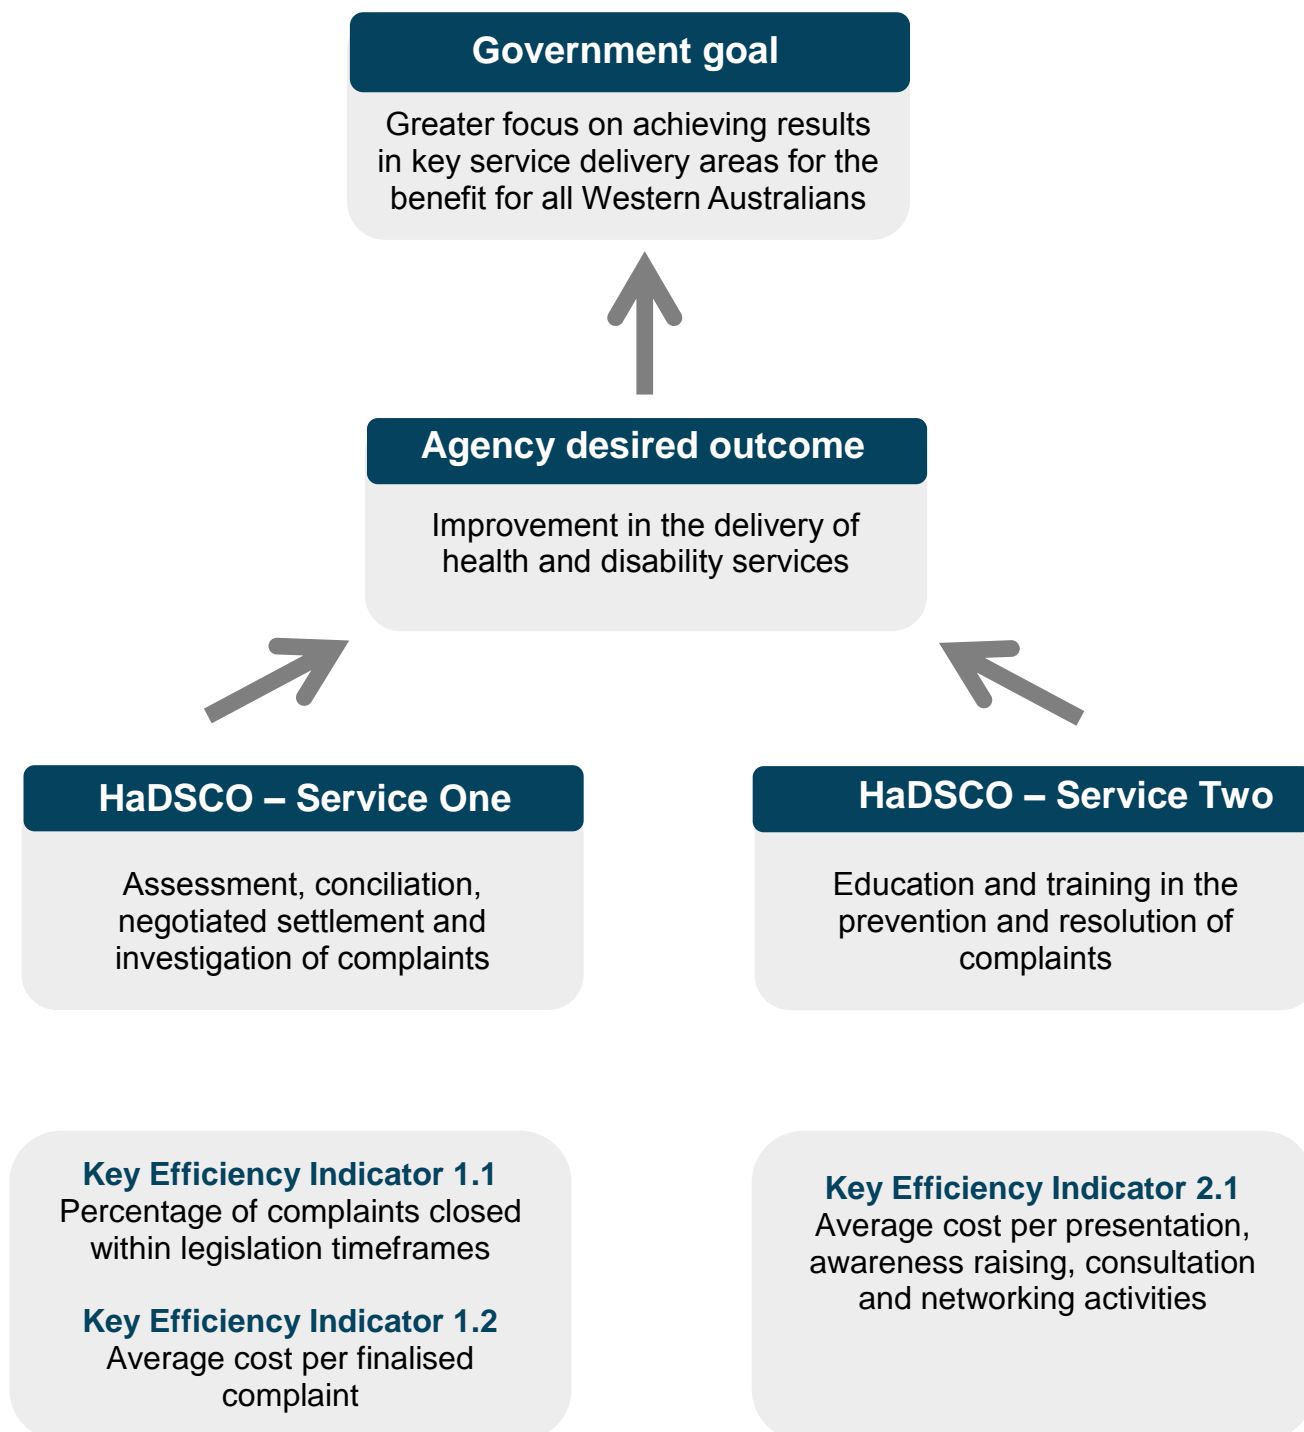 Government goal
Greater focus on achieving results
in key service delivery areas for the
benefit for all Western Australians
Agency desired outcome
Improvement in the delivery of
health and disability services
HaDSCO – Service One
Assessment, conciliation,
negotiated settlement and
investigation of complaints
HaDSCO – Service Two
Education and training in the
prevention and resolution of
complaints
Key Efficiency Indicator 1.1
Percentage of complaints closed
within legislation timeframes
Key Efficiency Indicator 1.2
Average cost per finalised
complaint
Key Efficiency Indicator 2.1
Average cost per presentation,
awareness raising, consultation
and networking activities